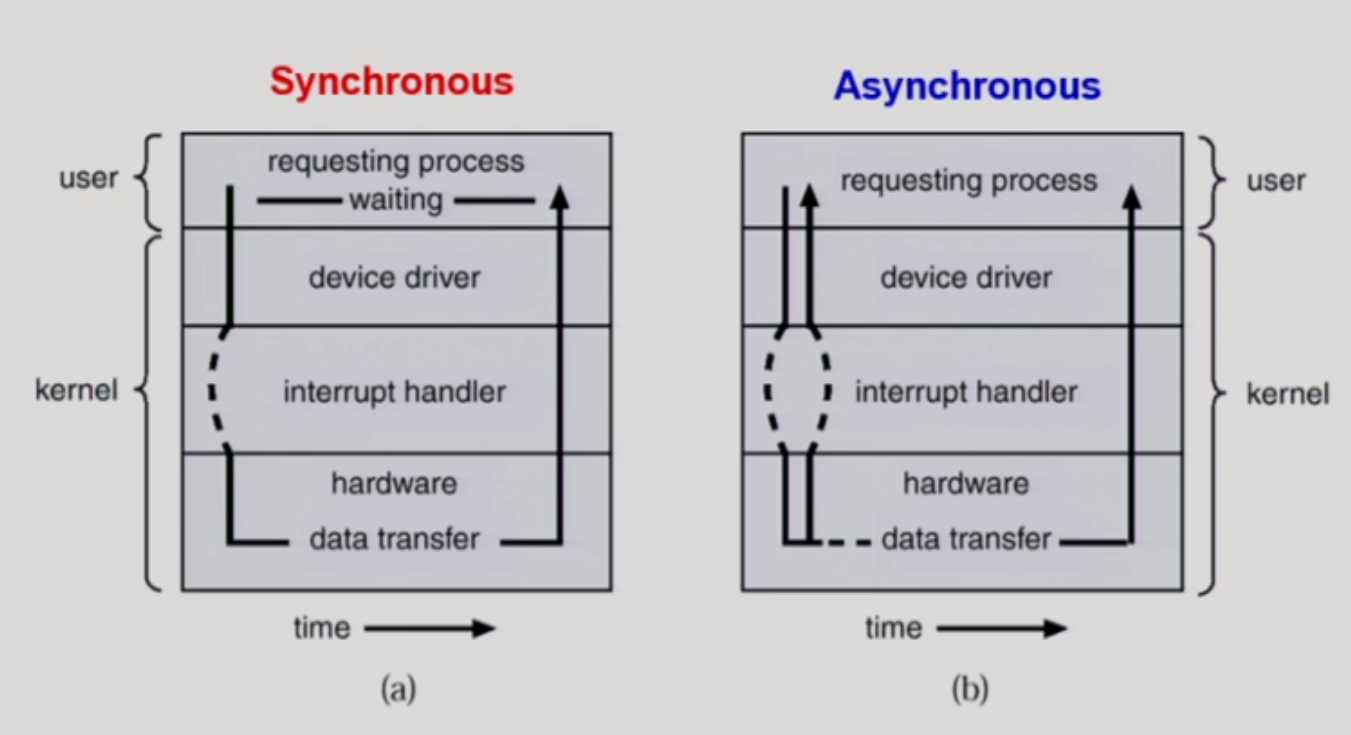 Synchronous
user
requesting process
waiting
device driver
kernel
interrupt handler
hardware
data transfer
time
(a)
Asynchronous
requesting process
user
device driver
interrupt handler
kernel
hardware
data transfer
time
(b)